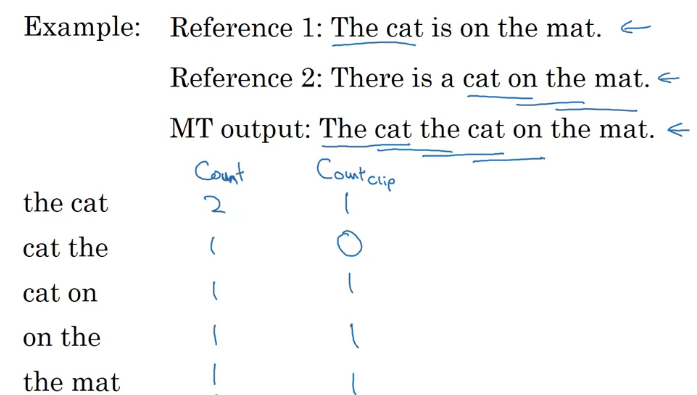 Example: Reference 1: The cat is on the mat. ←
Reference 2: There is a cat on the mat. ←
MT output: The cat the cat on the mat. ←
Count Count clip
the cat 2 1
cat the 1 0
cat on 1 1
on the 1 1
the mat 1 1